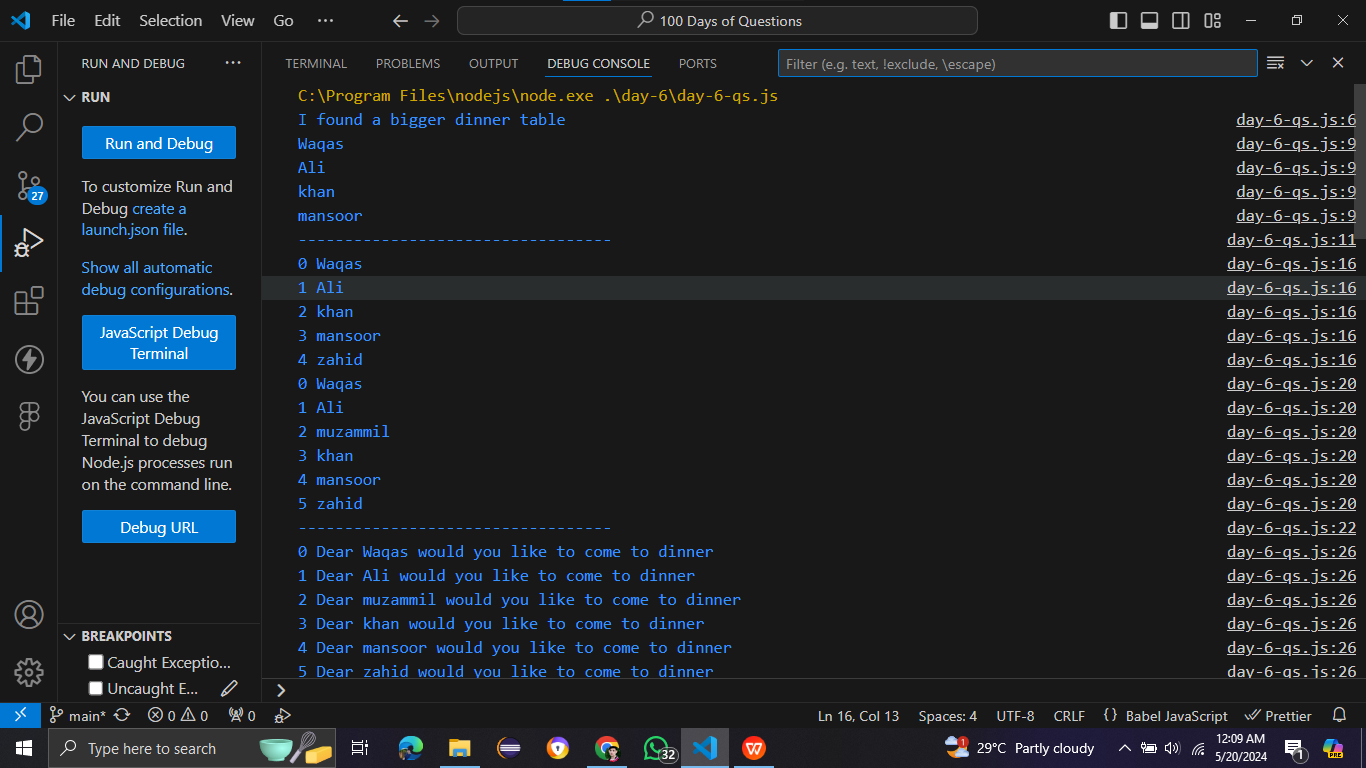 File Edit Selection View Go ··· 100 Days of Questions
RUN AND DEBUG ···
TERMINAL PROBLEMS OUTPUT DEBUG CONSOLE PORTS Filter (e.g. text, !exclude, \escape)
RUN
Run and Debug
To customize Run and
Debug create a
launch.json file.
Show all automatic
debug configurations.
JavaScript Debug
Terminal
You can use the
JavaScript Debug
Terminal to debug
Node.js processes run
on the command line.
Debug URL
BREAKPOINTS
Caught Exceptio...
Uncaught E...
27
C:\Program Files\nodejs\node.exe .\day-6\day-6-qs.js
I found a bigger dinner table day-6-qs.js:6
Waqas day-6-qs.js:9
Ali day-6-qs.js:9
khan day-6-qs.js:9
mansoor day-6-qs.js:9
---------------------------------- day-6-qs.js:11
0 Waqas day-6-qs.js:16
1 Ali day-6-qs.js:16
2 khan day-6-qs.js:16
3 mansoor day-6-qs.js:16
4 zahid day-6-qs.js:16
0 Waqas day-6-qs.js:20
1 Ali day-6-qs.js:20
2 muzammil day-6-qs.js:20
3 khan day-6-qs.js:20
4 mansoor day-6-qs.js:20
5 zahid day-6-qs.js:20
---------------------------------- day-6-qs.js:22
0 Dear Waqas would you like to come to dinner day-6-qs.js:26
1 Dear Ali would you like to come to dinner day-6-qs.js:26
2 Dear muzammil would you like to come to dinner day-6-qs.js:26
3 Dear khan would you like to come to dinner day-6-qs.js:26
4 Dear mansoor would you like to come to dinner day-6-qs.js:26
5 Dear zahid would you like to come to dinner day-6-qs.js:26
main* 0 0 0 Ln 16, Col 13 Spaces: 4 UTF-8 CRLF {} Babel JavaScript Prettier
Type here to search 32 1 29°C Partly cloudy 12:09 AM 1 PRE
5/20/2024